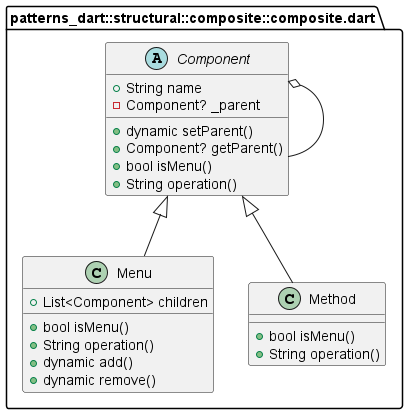 patterns_dart::structural::composite::composite.dart
A Component
String name
Component? _parent
dynamic setParent()
Component? getParent()
bool isMenu()
String operation()
C Menu
List<Component> children
bool isMenu()
String operation()
dynamic add()
dynamic remove()
C Method
bool isMenu()
String operation()